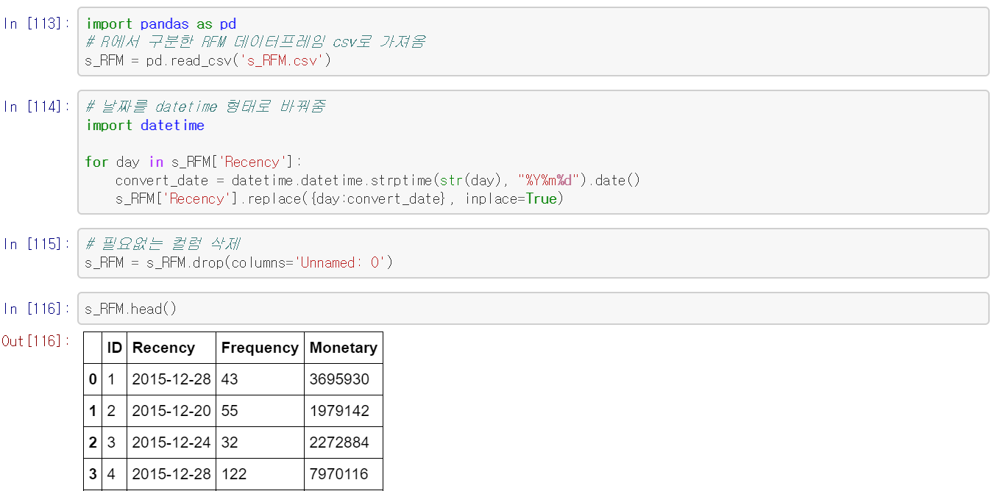 In [113]:
import pandas as pd
# R에서 구분한 RFM 데이터프레임 csv로 가져옴
s_RFM = pd.read_csv('s_RFM.csv')
In [114]:
# 날짜를 datetime 형태로 바꿔줌
import datetime
for day in s_RFM['Recency']:
    convert_date = datetime.datetime.strptime(str(day), "%Y%m%d").date()
    s_RFM['Recency'].replace({day:convert_date}, inplace=True)
In [115]:
# 필요없는 컬럼 삭제
s_RFM = s_RFM.drop(columns='Unnamed: 0')
In [116]:
s_RFM.head()
Out[116]:
ID Recency Frequency Monetary
0 1 2015-12-28 43 3695930
1 2 2015-12-20 55 1979142
2 3 2015-12-24 32 2272884
3 4 2015-12-28 122 7970116